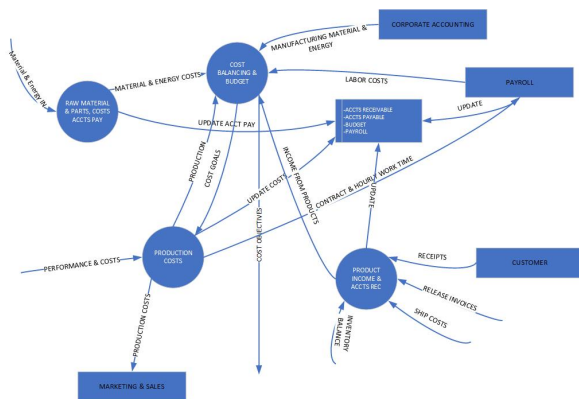 CORPORATE ACCOUNTING
MANUFACTURING MATERIAL &
ENERGY
Material & Energy IN
COST
BALANCING &
BUDGET
MATERIAL & ENERGY COSTS
LABOR COSTS
PAYROLL
RAW MATERIAL
& PARTS, COSTS
ACCTS PAY
-ACCTS RECEIVABLE
-ACCTS PAYABLE
-BUDGET
-PAYROLL
UPDATE
UPDATE ACCT PAY
PRODUCTION
COST GOALS
UPDATE COSTS
INCOME FROM PRODUCTS
CONTRACT & HOURLY WORK TIME
UPDATE
COST OBJECTIVES
PERFORMANCE & COSTS
PRODUCTION
COSTS
PRODUCT
INCOME &
ACCTS REC
RECEIPTS
CUSTOMER
RELEASE INVOICES
SHIP COSTS
INVENTORY
BALANCE
PRODUCTION COSTS
MARKETING & SALES